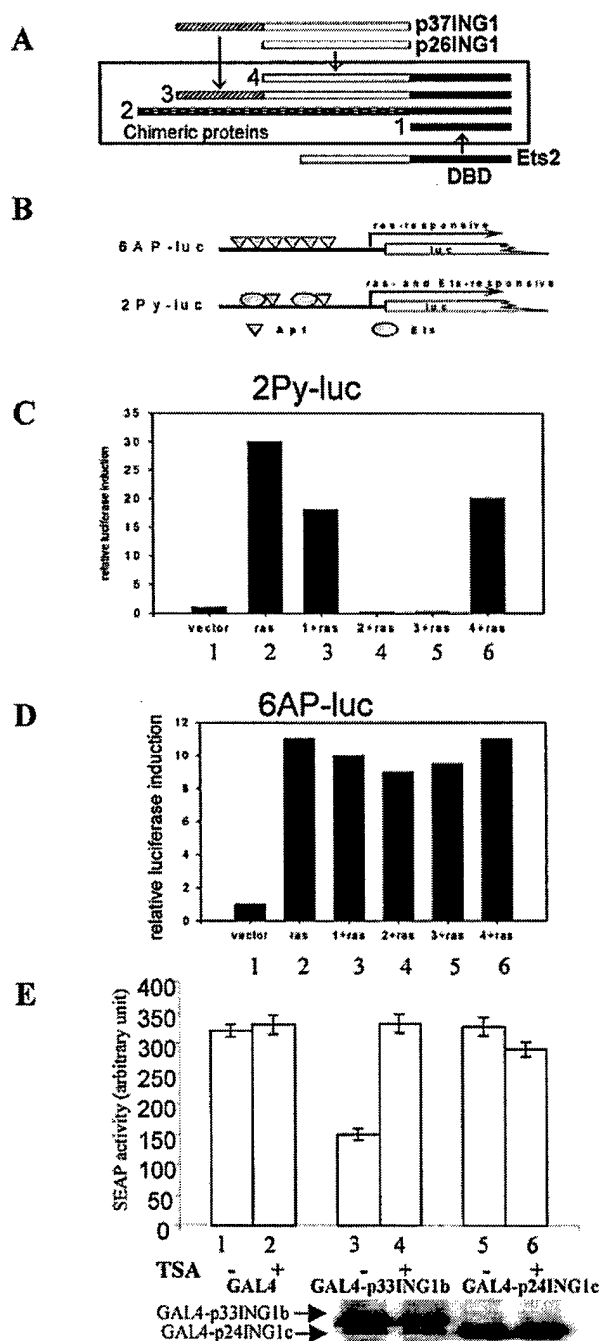 A
p37ING1
p26ING1
4
3
2
1
Chimeric proteins
Ets2
DBD
B
ras-responsive
6AP-luc
luc
ras- and Ets-responsive
2Py-luc
luc
Ap1
Ets
C
2Py-luc
relative luciferase induction
35
30
25
20
15
10
5
0
vector ras 1+ras 2+ras 3+ras 4+ras
1 2 3 4 5 6
D
6AP-luc
relative luciferase induction
12
10
8
6
4
2
0
vector ras 1+ras 2+ras 3+ras 4+ras
1 2 3 4 5 6
E
SEAP activity (arbitrary unit)
400
350
300
250
200
150
100
50
0
1 2 3 4 5 6
TSA - + - + - +
GAL4 GAL4-p33ING1b GAL4-p24ING1c
GAL4-p33ING1b
GAL4-p24ING1c